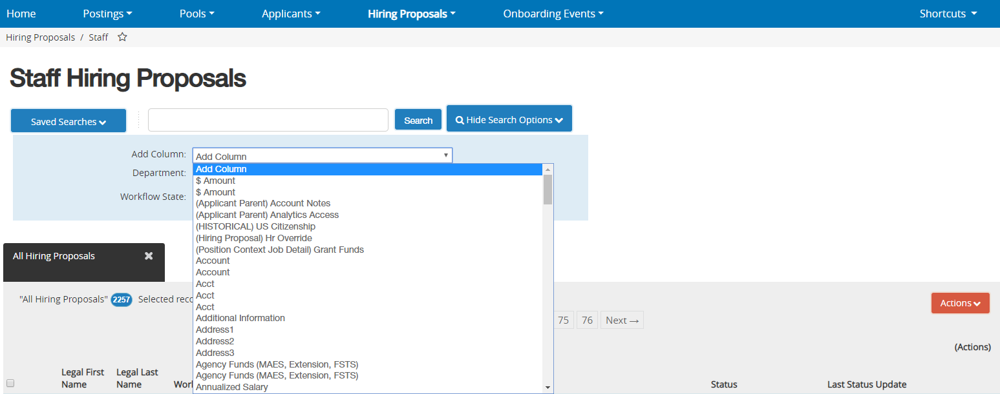 Home Postings Pools Applicants Hiring Proposals Onboarding Events Shortcuts
Hiring Proposals / Staff
Staff Hiring Proposals
Saved Searches Search Hide Search Options
Add Column: Add Column
Department:
Workflow State:
Add Column
$ Amount
$ Amount
(Applicant Parent) Account Notes
(Applicant Parent) Analytics Access
(HISTORICAL) US Citizenship
(Hiring Proposal) Hr Override
(Position Context Job Detail) Grant Funds
Account
Account
Acct
Acct
Acct
Additional Information
Address1
Address2
Address3
Agency Funds (MAES, Extension, FSTS)
Agency Funds (MAES, Extension, FSTS)
Annualized Salary
All Hiring Proposals
"All Hiring Proposals" 2257 Selected
Actions
75 76 Next →
(Actions)
Legal First Name Legal Last Name Status Last Status Update